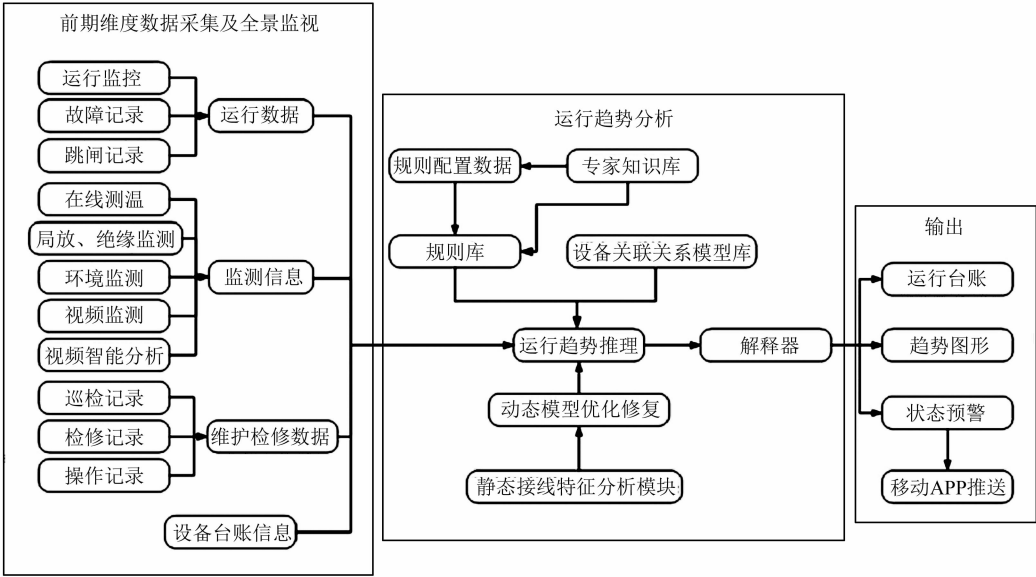 前期维度数据采集及全景监视
运行监控
故障记录
跳闸记录
运行数据
在线测温
局放、绝缘监测
环境监测
视频监测
视频智能分析
监测信息
巡检记录
检修记录
操作记录
维护检修数据
设备台账信息
运行趋势分析
规则配置数据
专家知识库
规则库
设备关联关系模型库
运行趋势推理
解释器
动态模型优化修复
静态接线特征分析模块
输出
运行台账
趋势图形
状态预警
移动APP推送